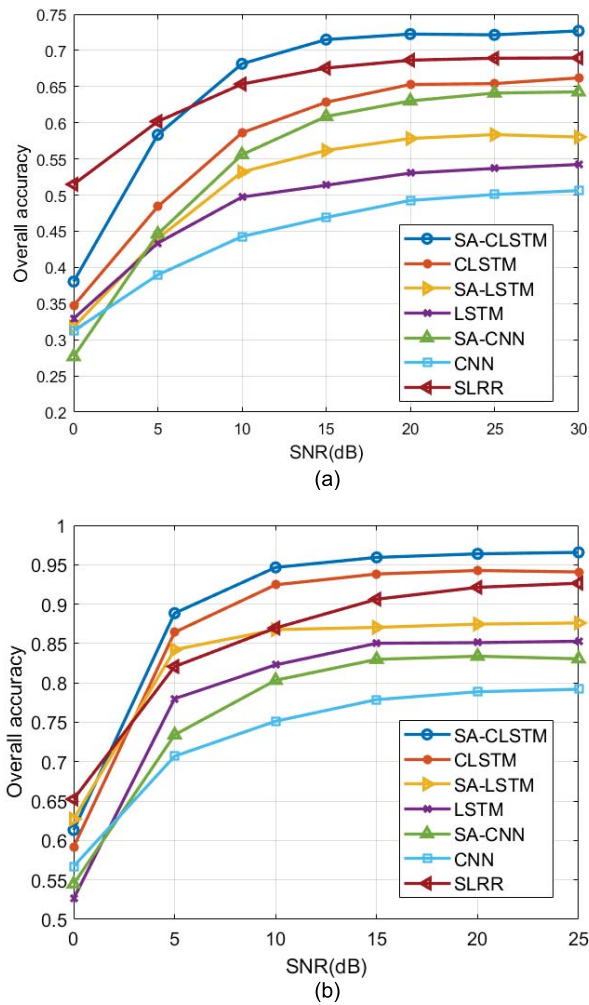 0.75
0.7
0.65
0.6
0.55
0.5
0.45
0.4
0.35
0.3
0.25
0.2
Overall accuracy
SA-CLSTM
CLSTM
SA-LSTM
LSTM
SA-CNN
CNN
SLRR
0 5 10 15 20 25 30
SNR(dB)
(a)
1
0.95
0.9
0.85
0.8
0.75
0.7
0.65
0.6
0.55
0.5
Overall accuracy
SA-CLSTM
CLSTM
SA-LSTM
LSTM
SA-CNN
CNN
SLRR
0 5 10 15 20 25
SNR(dB)
(b)